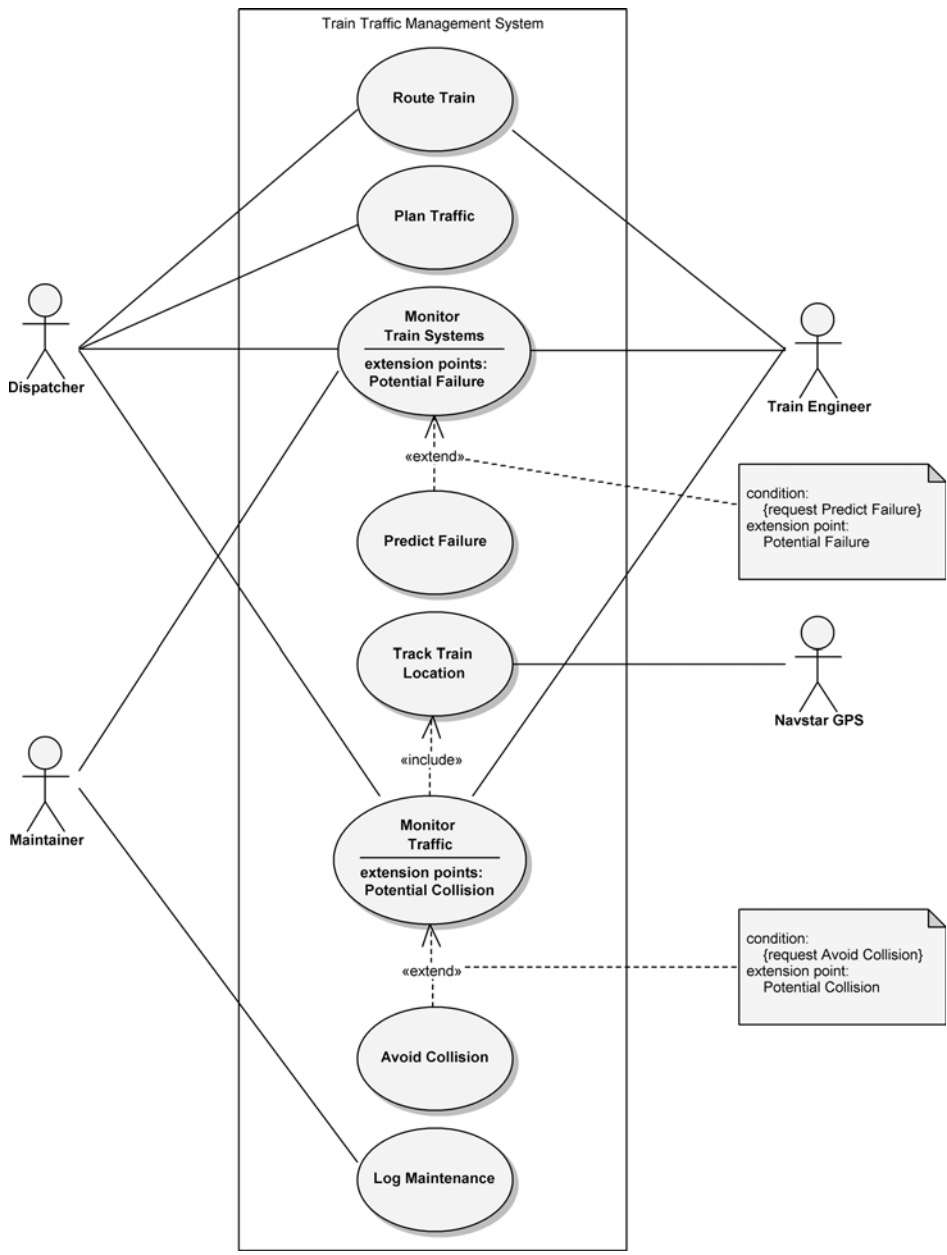 Train Traffic Management System
Route Train
Plan Traffic
Monitor
Train Systems
extension points:
Potential Failure
Dispatcher
Train Engineer
«extend»
condition:
{request Predict Failure}
extension point:
Potential Failure
Predict Failure
Track Train
Location
Navstar GPS
«include»
Maintainer
Monitor
Traffic
extension points:
Potential Collision
«extend»
condition:
{request Avoid Collision}
extension point:
Potential Collision
Avoid Collision
Log Maintenance